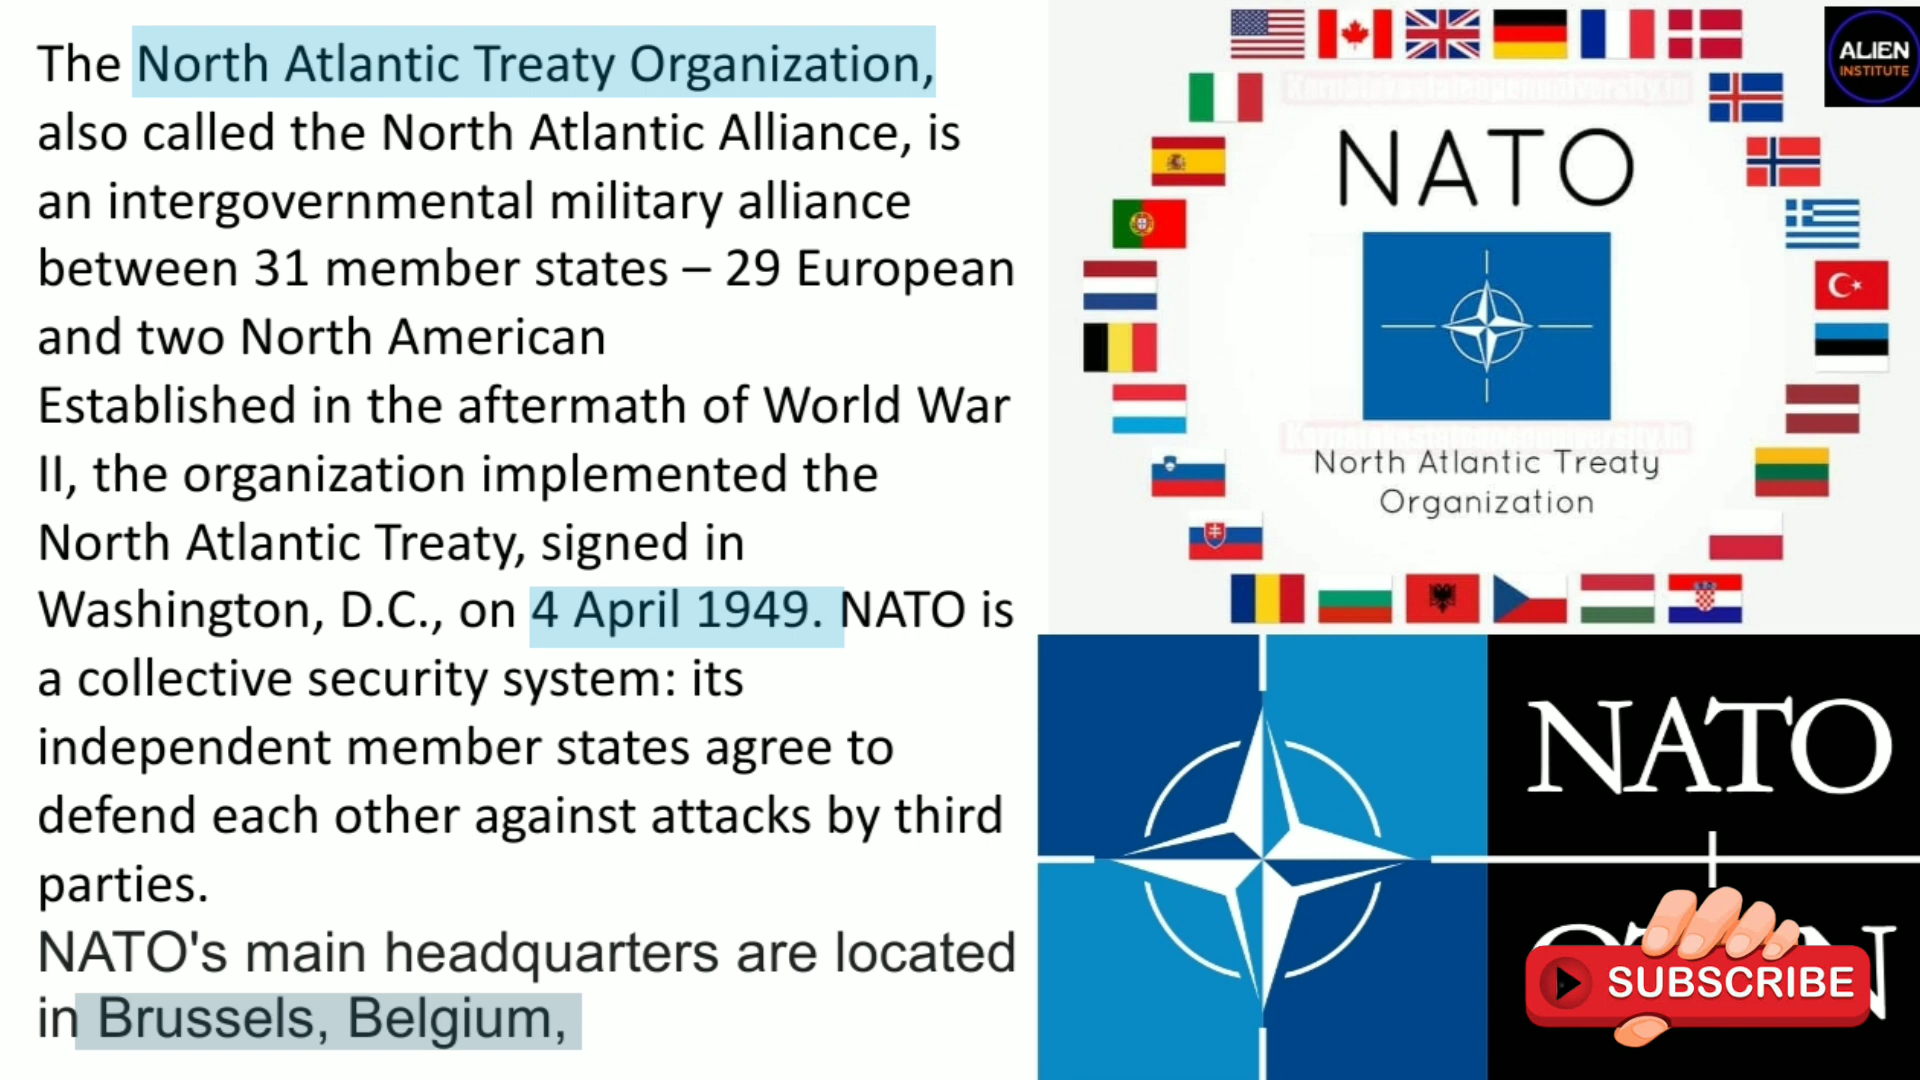 The North Atlantic Treaty Organization,
also called the North Atlantic Alliance, is
an intergovernmental military alliance
between 31 member states – 29 European
and two North American
Established in the aftermath of World War
II, the organization implemented the
North Atlantic Treaty, signed in
Washington, D.C., on 4 April 1949. NATO is
a collective security system: its
independent member states agree to
defend each other against attacks by third
parties.
NATO's main headquarters are located
in Brussels, Belgium,
ALIEN
INSTITUTE
NATO
North Atlantic Treaty
Organization
NATO
SUBSCRIBE